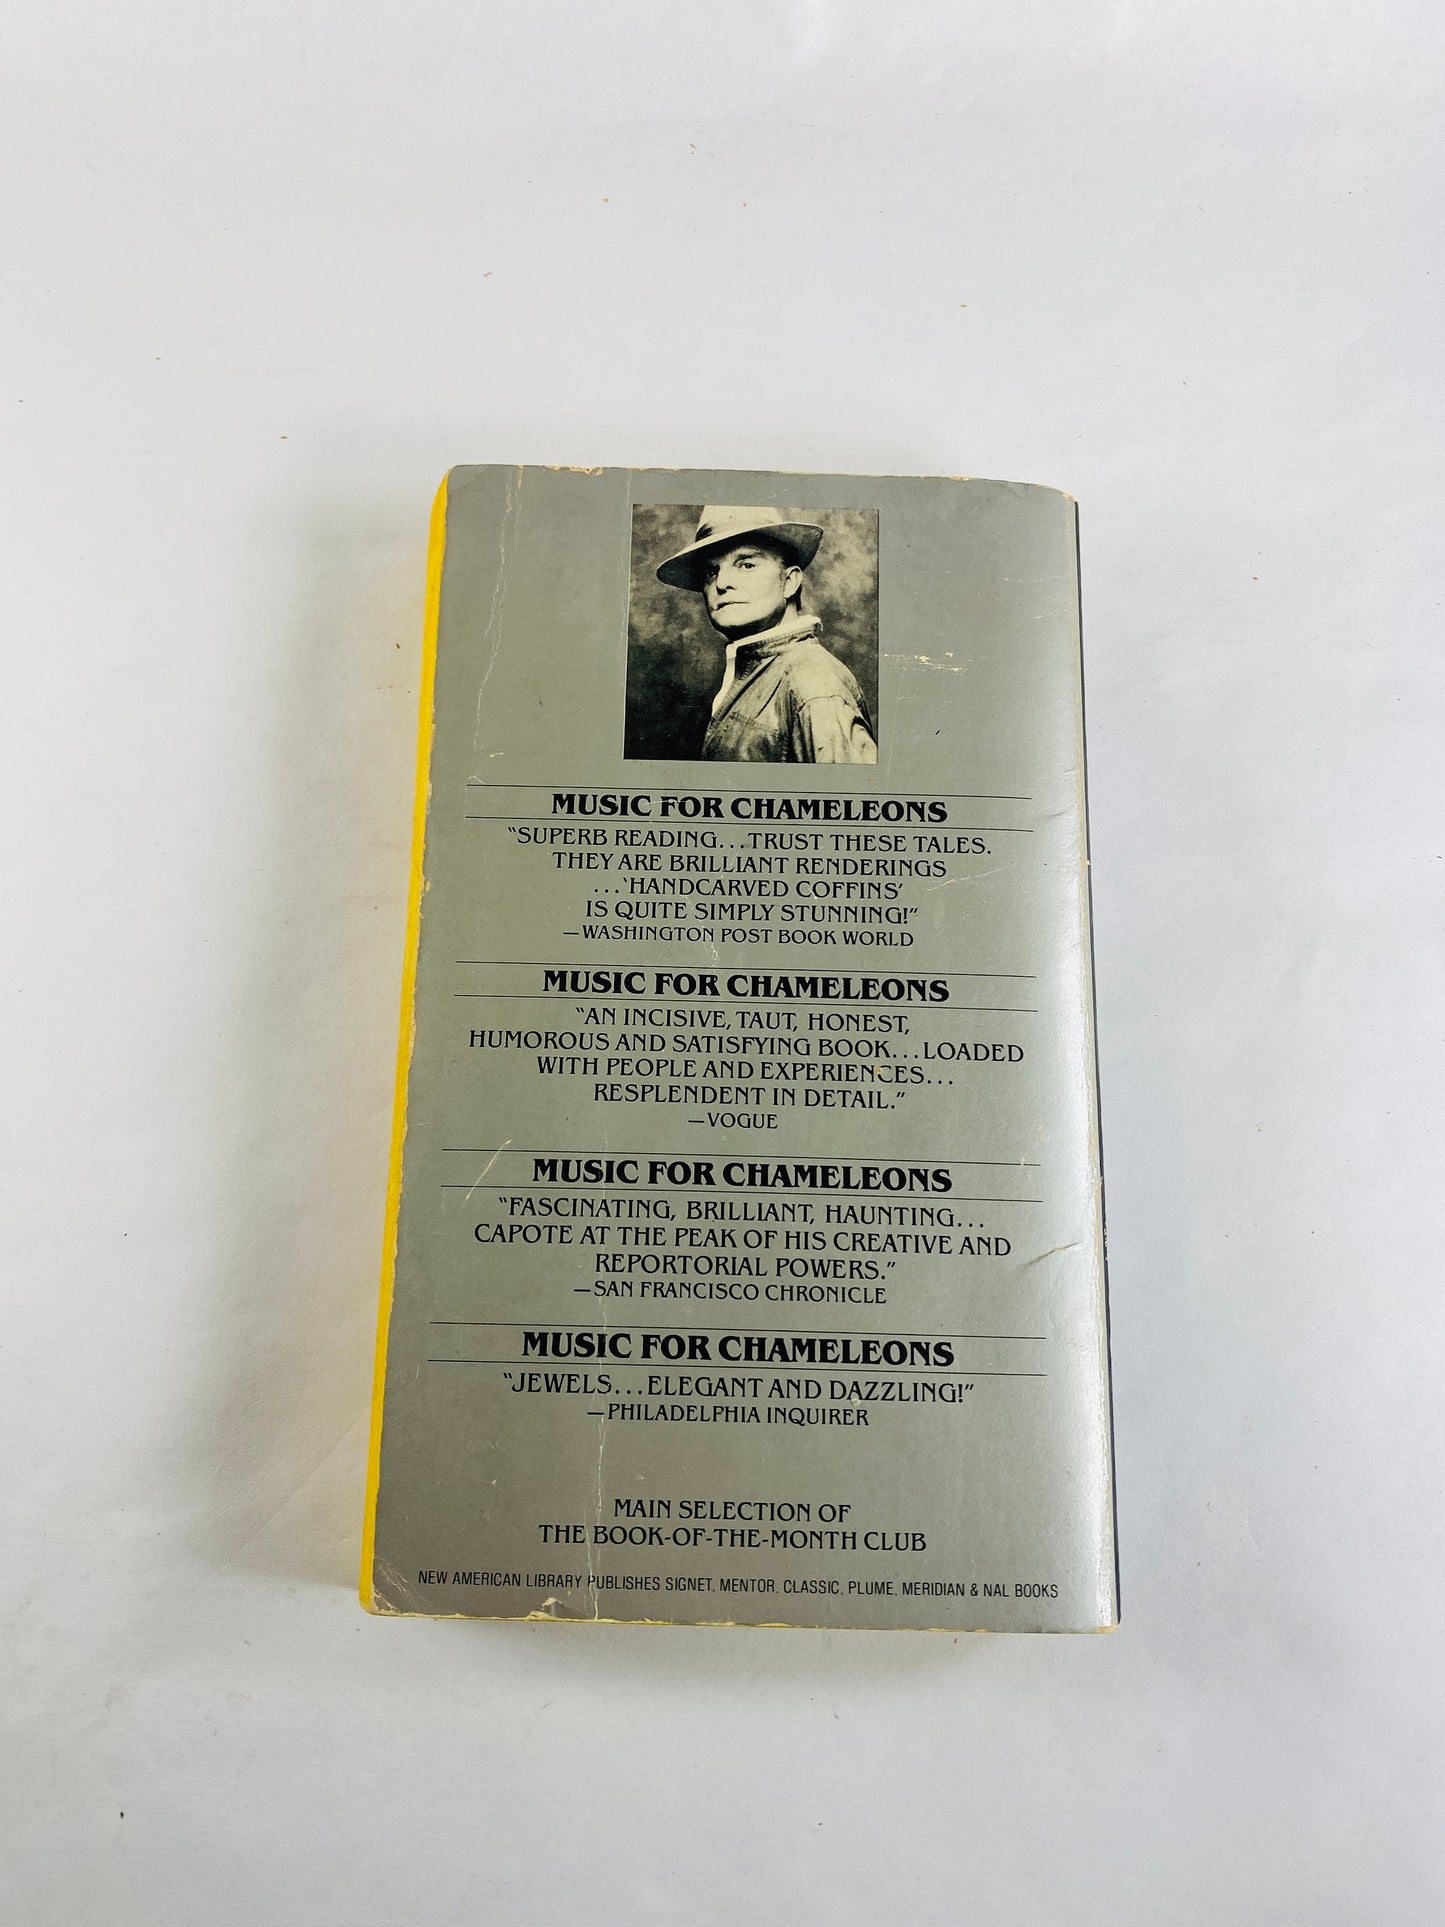 MUSIC FOR CHAMELEONS
"SUPERB READING...TRUST THESE TALES.
THEY ARE BRILLIANT RENDERINGS
...'HANDCARVED COFFINS'
IS QUITE SIMPLY STUNNING!"
—WASHINGTON POST BOOK WORLD
MUSIC FOR CHAMELEONS
"AN INCISIVE, TAUT, HONEST,
HUMOROUS AND SATISFYING BOOK...LOADED
WITH PEOPLE AND EXPERIENCES...
RESPLENDENT IN DETAIL."
—VOGUE
MUSIC FOR CHAMELEONS
"FASCINATING, BRILLIANT, HAUNTING...
CAPOTE AT THE PEAK OF HIS CREATIVE AND
REPORTORIAL POWERS."
—SAN FRANCISCO CHRONICLE
MUSIC FOR CHAMELEONS
"JEWELS...ELEGANT AND DAZZLING!"
—PHILADELPHIA INQUIRER
MAIN SELECTION OF
THE BOOK-OF-THE-MONTH CLUB
NEW AMERICAN LIBRARY PUBLISHES SIGNET, MENTOR, CLASSIC, PLUME, MERIDIAN & NAL BOOKS